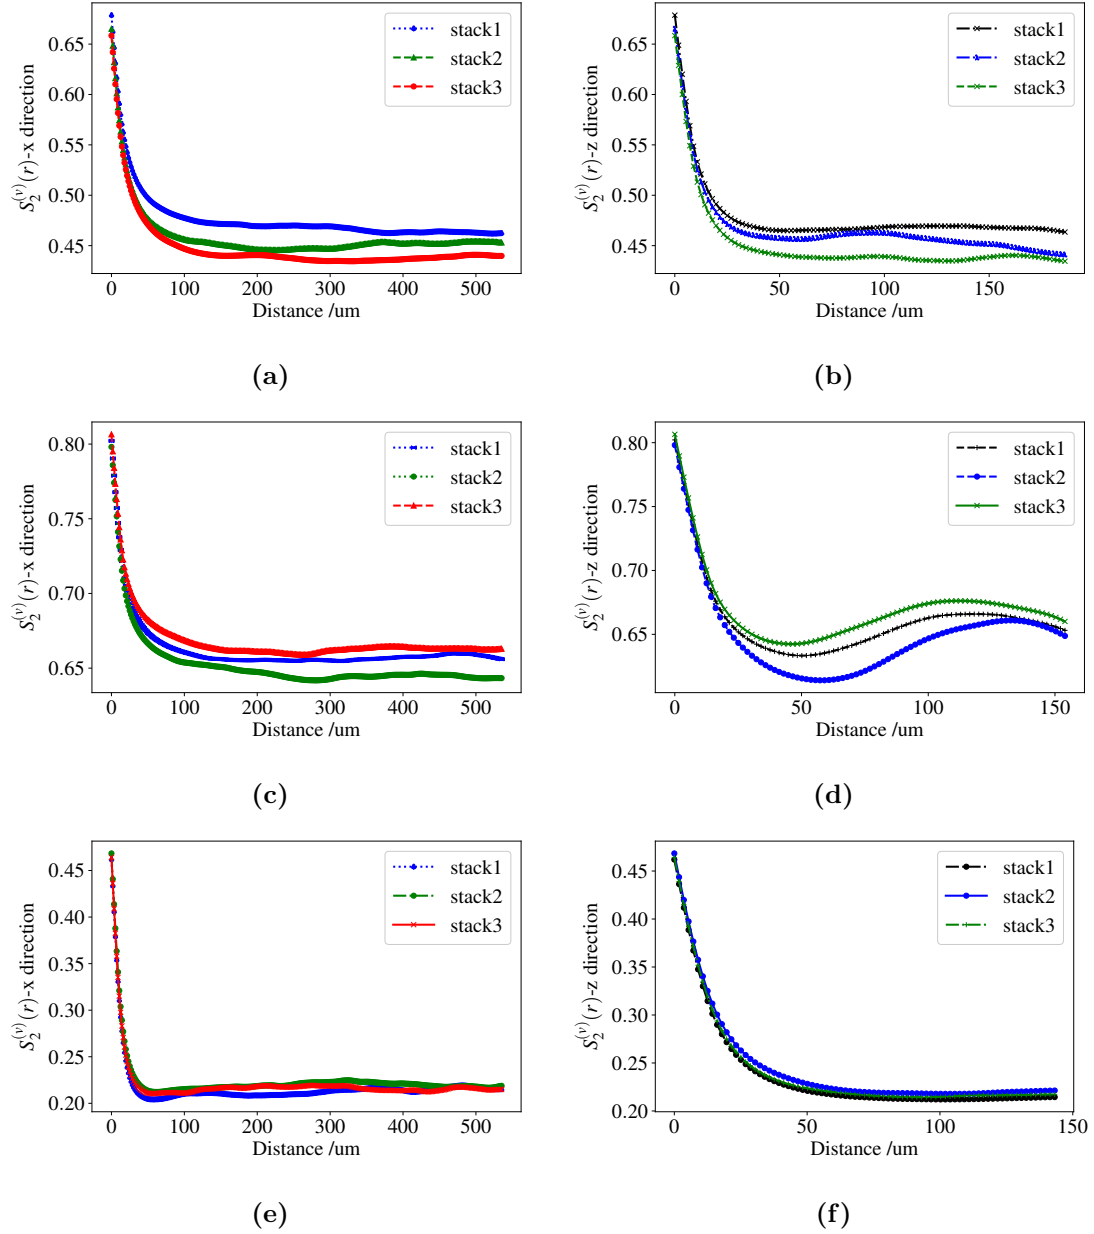 0.65
0.60
0.55
0.50
0.45
0 100 200 300 400 500
Distance /um
S₂⁽ᵛ⁾(r)-x direction
stack1
stack2
stack3
(a)
0.65
0.60
0.55
0.50
0.45
0 50 100 150
Distance /um
S₂⁽ᵛ⁾(r)-z direction
stack1
stack2
stack3
(b)
0.80
0.75
0.70
0.65
0 100 200 300 400 500
Distance /um
S₂⁽ᵛ⁾(r)-x direction
stack1
stack2
stack3
(c)
0.80
0.75
0.70
0.65
0 50 100 150
Distance /um
S₂⁽ᵛ⁾(r)-z direction
stack1
stack2
stack3
(d)
0.45
0.40
0.35
0.30
0.25
0.20
0 100 200 300 400 500
Distance /um
S₂⁽ᵛ⁾(r)-x direction
stack1
stack2
stack3
(e)
0.45
0.40
0.35
0.30
0.25
0.20
0 50 100 150
Distance /um
S₂⁽ᵛ⁾(r)-z direction
stack1
stack2
stack3
(f)